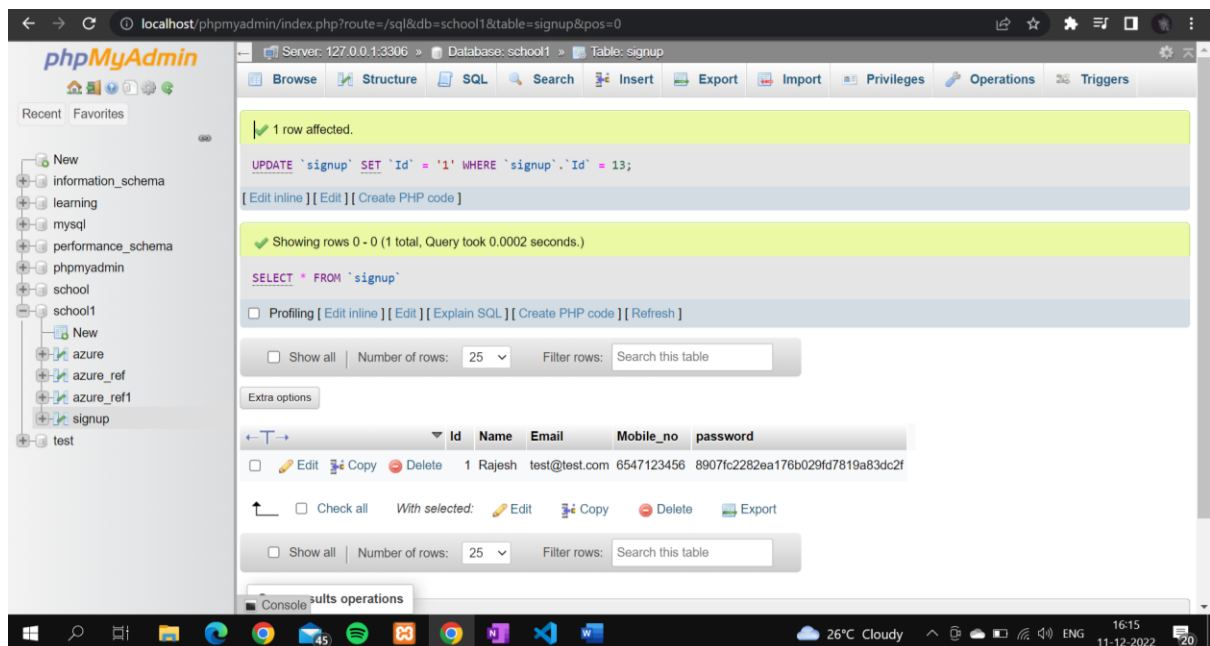 localhost/phpmyadmin/index.php?route=/sql&db=school1&table=signup&pos=0
phpMyAdmin
Recent Favorites
New
information_schema
learning
mysql
performance_schema
phpmyadmin
school
school1
New
azure
azure_ref
azure_ref1
signup
test
Server: 127.0.0.1:3306 » Database: school1 » Table: signup
Browse Structure SQL Search Insert Export Import Privileges Operations Triggers
1 row affected.
UPDATE `signup` SET `Id` = '1' WHERE `signup`.`Id` = 13;
[ Edit inline ] [ Edit ] [ Create PHP code ]
Showing rows 0 - 0 (1 total, Query took 0.0002 seconds.)
SELECT * FROM `signup`
Profiling [ Edit inline ] [ Edit ] [ Explain SQL ] [ Create PHP code ] [ Refresh ]
Show all | Number of rows: 25 Filter rows: Search this table
Extra options
←T→ Id Name Email Mobile_no password
Edit Copy Delete 1 Rajesh test@test.com 6547123456 8907fc2282ea176b029fd7819a83dc2f
Check all With selected: Edit Copy Delete Export
Show all | Number of rows: 25 Filter rows: Search this table
results operations
Console
45
26°C Cloudy
ENG
16:15
11-12-2022
20